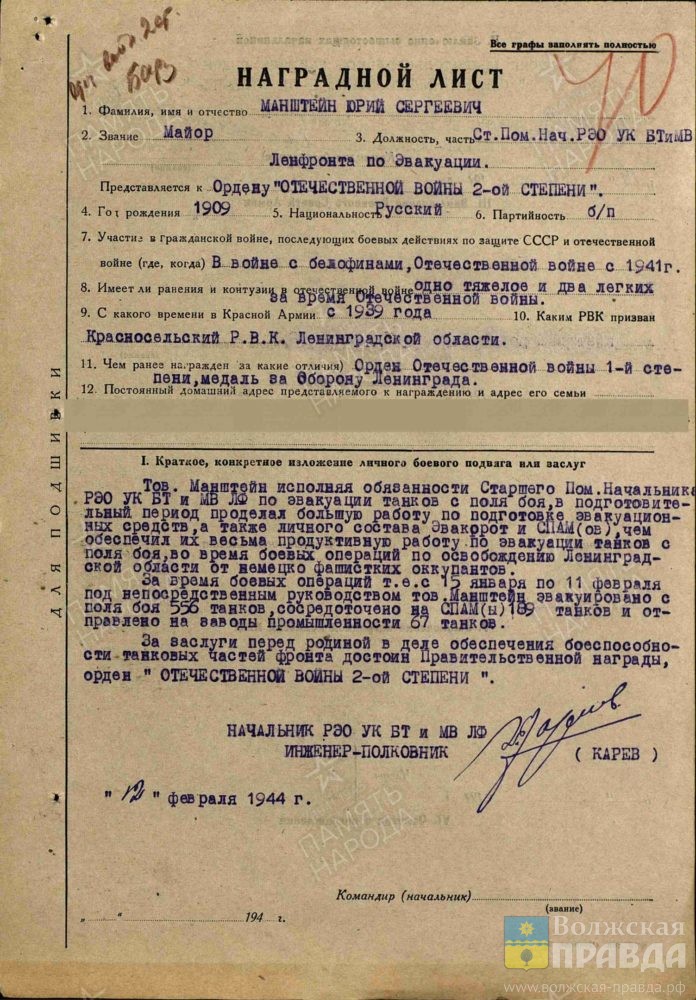 Все графы заполнять полностью
НАГРАДНОЙ ЛИСТ
1. Фамилия, имя и отчество МАНШТЕЙН ЮРИЙ СЕРГЕЕВИЧ
2. Звание Майор 3. Должность, часть Ст.Пом.Нач.РЭО УК БТиМВ
Ленфронта по Эвакуации.
Представляется к Ордену "ОТЕЧЕСТВЕННОЙ ВОЙНЫ 2-ой СТЕПЕНИ".
4. Год рождения 1909 5. Национальность Русский 6. Партийность б/п
7. Участие в гражданской войне, последующих боевых действиях по защите СССР и отечественной
войне (где, когда) В войне с белофинами, Отечественной войне с 1941г.
8. Имеет ли ранения и контузии в отечественной войне одно тяжелое и два легких
за время Отечественной войны.
9. С какого времени в Красной Армии с 1939 года 10. Каким РВК призван
Красносельский Р.В.К. Ленинградской области.
11. Чем ранее награжден за какие отличия) Орден Отечественной войны 1-й сте-
пени, медаль за Оборону Ленинграда.
12. Постоянный домашний адрес представляемого к награждению и адрес его семьи
I. Краткое, конкретное изложение личного боевого подвига или заслуг
Тов. Манштейн исполняя обязанности Старшего Пом.Начальника
РЭО УК БТ и МВ ЛФ по эвакуации танков с поля боя, в подготовите-
льный период проделал большую работу по подготовке эвакуацион-
ных средств, а также личного состава Эвакорот и СПАМ(ов), чем
обеспечил их весьма продуктивную работу по эвакуации танков с
поля боя, во время боевых операций по освобождению Ленинград-
ской области от немецко фашистких оккупантов.
За время боевых операций т.е.с 15 января по 11 февраля
под непосредственным руководством тов.Манштейн эвакуировано с
поля боя 556 танков, сосредоточено на СПАМ(ы) 189 танков и от-
правлено на заводы промышленности 67 танков.
За заслуги перед родиной в деле обеспечения боеспособно-
сти танковых частей фронта достоин Правительственной награды,
орден " ОТЕЧЕСТВЕННОЙ ВОЙНЫ 2-ой СТЕПЕНИ ".
НАЧАЛЬНИК РЭО УК БТ и МВ ЛФ
ИНЖЕНЕР-ПОЛКОВНИК ( КАРЕВ )
" 12 " февраля 1944 г.
Командир (начальник)
(звание)
" " 194 г.
ДЛЯ ПОДШИВКИ
ПАМЯТЬ НАРОДА
Волжская
ПРАВДА
www.волжская-правда.рф